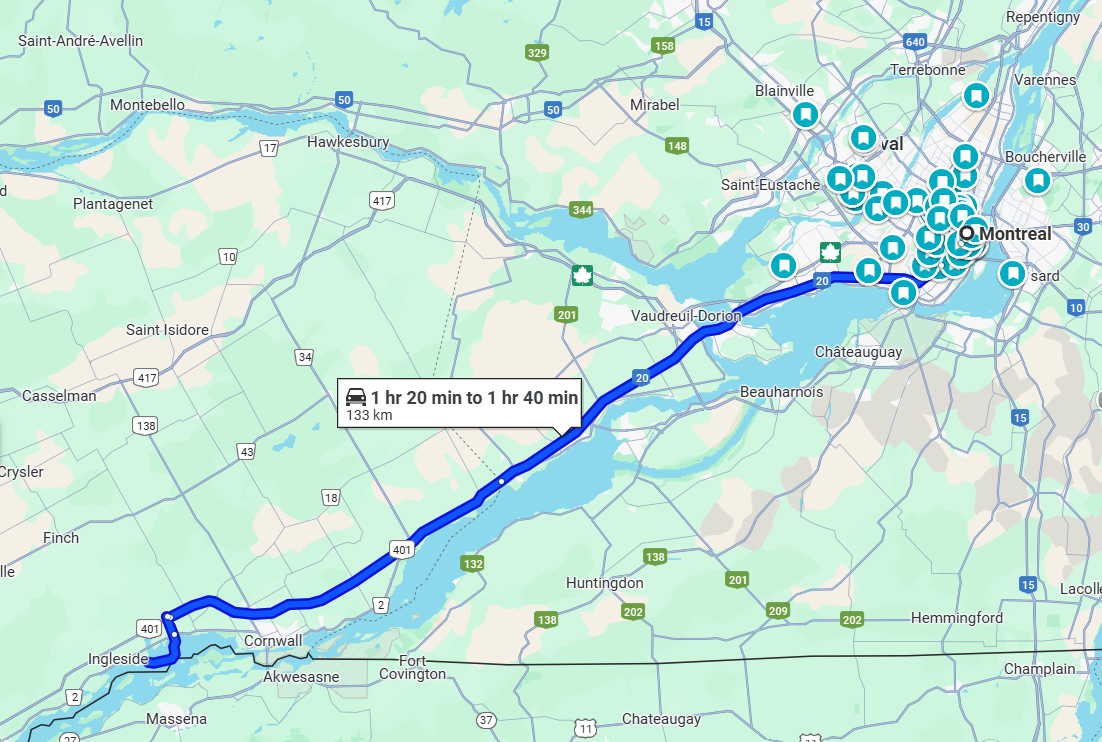 Repentigny
15
640
Saint-André-Avellin
329
158
Terrebonne
Varennes
Blainville
50
Montebello
50
50
Mirabel
Hawkesbury
17
148
val
Boucherville
d
Plantagenet
417
Saint-Eustache
344
30
Montreal
10
sard
20
201
10
Vaudreuil-Dorion
Saint Isidore
34
Châteauguay
417
20
Casselman
1 hr 20 min to 1 hr 40 min
133 km
Beauharnois
15
138
43
Crysler
18
Finch
401
132
138
lle
Huntingdon
201
15
Lacolle
2
138
202
209
202
Hemmingford
401
Cornwall
Ingleside
Fort
Covington
Akwesasne
Champlain
2
Massena
37
11
Chateaugay
37